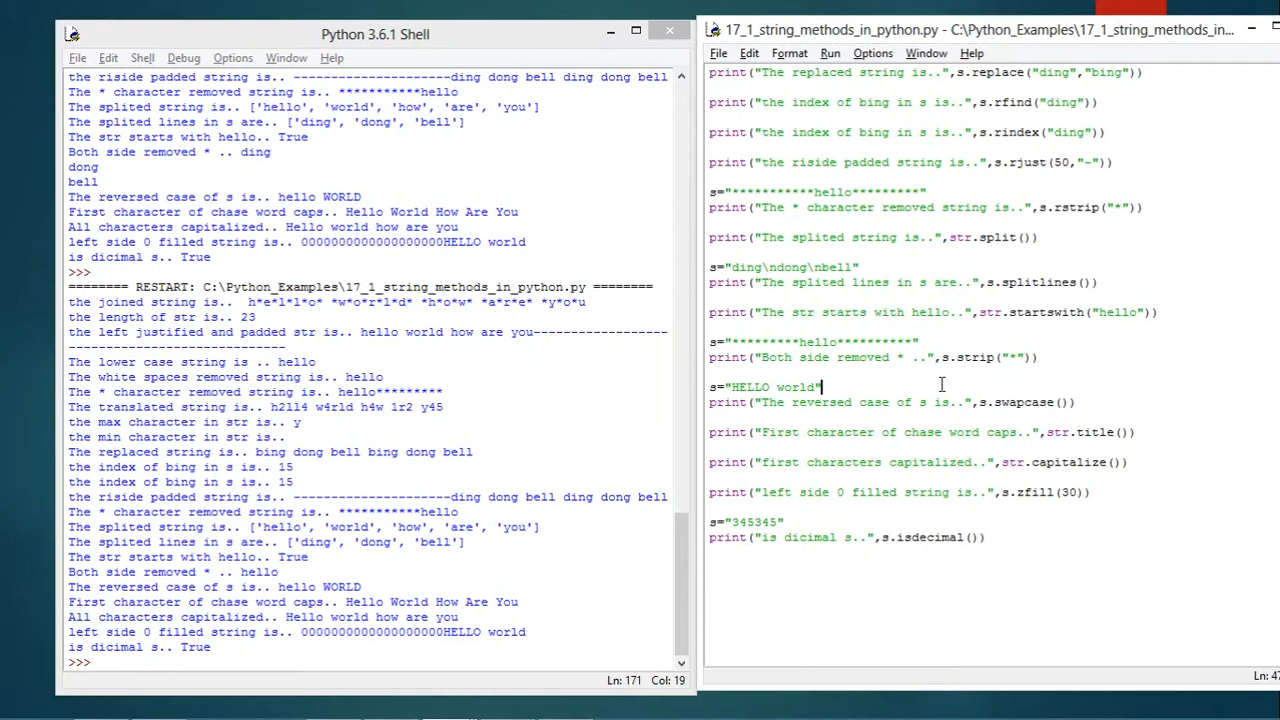 Python 3.6.1 Shell
File Edit Shell Debug Options Window Help
the riside padded string is.. ---------------------ding dong bell ding dong bell
The * character removed string is.. ***********hello
The splited string is.. ['hello', 'world', 'how', 'are', 'you']
The splited lines in s are.. ['ding', 'dong', 'bell']
The str starts with hello.. True
Both side removed * .. ding
dong
bell
The reversed case of s is.. hello WORLD
First character of chase word caps.. Hello World How Are You
All characters capitalized.. Hello world how are you
left side 0 filled string is.. 0000000000000000000HELLO world
is dicimal s.. True
>>>
======== RESTART: C:\Python_Examples\17_1_string_methods_in_python.py ========
the joined string is..  h*e*l*l*o* *w*o*r*l*d* *h*o*w* *a*r*e* *y*o*u
the length of str is.. 23
the left justified and padded str is.. hello world how are you------------------
-----------------------------
The lower case string is .. hello
The white spaces removed string is.. hello
The * character removed string is.. hello*********
The translated string is.. h2ll4 w4rld h4w 1r2 y45
the max character in str is.. y
the min character in str is..
The replaced string is.. bing dong bell bing dong bell
the index of bing in s is.. 15
the index of bing in s is.. 15
the riside padded string is.. ---------------------ding dong bell ding dong bell
The * character removed string is.. ***********hello
The splited string is.. ['hello', 'world', 'how', 'are', 'you']
The splited lines in s are.. ['ding', 'dong', 'bell']
The str starts with hello.. True
Both side removed * .. hello
The reversed case of s is.. hello WORLD
First character of chase word caps.. Hello World How Are You
All characters capitalized.. Hello world how are you
left side 0 filled string is.. 0000000000000000000HELLO world
is dicimal s.. True
>>>
Ln: 171 Col: 19
17_1_string_methods_in_python.py - C:\Python_Examples\17_1_string_methods_in...
File Edit Format Run Options Window Help
print("The replaced string is..",s.replace("ding","bing"))
print("the index of bing in s is..",s.rfind("ding"))
print("the index of bing in s is..",s.rindex("ding"))
print("the riside padded string is..",s.rjust(50,"-"))
s="***********hello*********"
print("The * character removed string is..",s.rstrip("*"))
print("The splited string is..",str.split())
s="ding\ndong\nbell"
print("The splited lines in s are..",s.splitlines())
print("The str starts with hello..",str.startswith("hello"))
s="*********hello**********"
print("Both side removed * ..",s.strip("*"))
s="HELLO world"
print("The reversed case of s is..",s.swapcase())
print("First character of chase word caps..",str.title())
print("first characters capitalized..",str.capitalize())
print("left side 0 filled string is..",s.zfill(30))
s="345345"
print("is dicimal s..",s.isdecimal())
Ln: 47